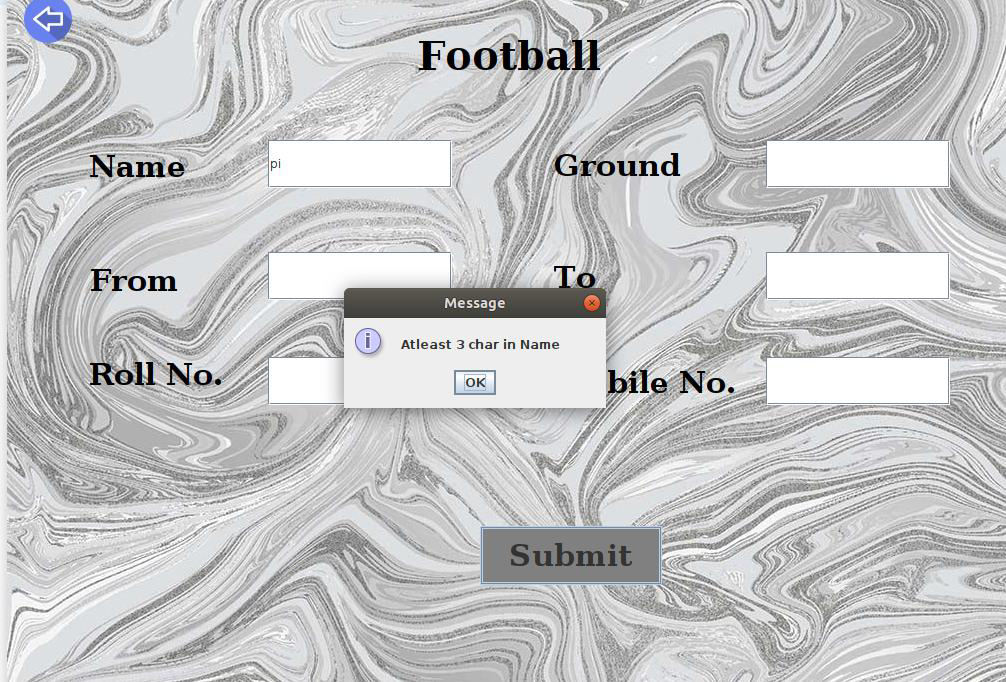 Football
Name pi Ground
From To
Message
Atleast 3 char in Name
OK
Roll No. bile No.
Submit